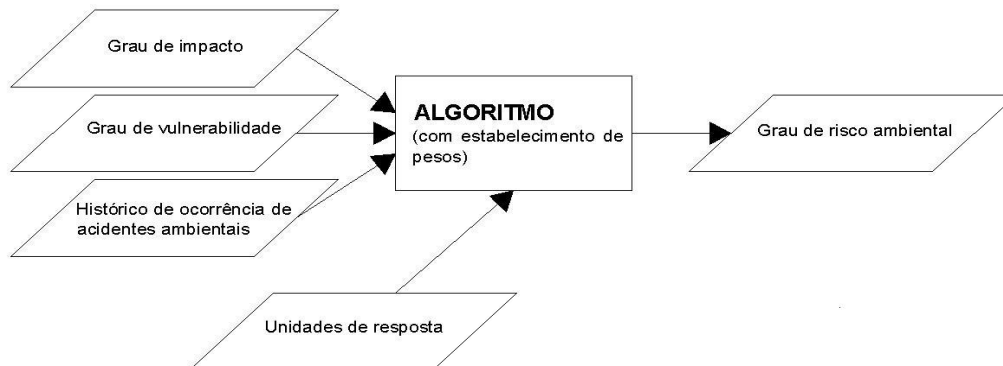 Grau de impacto
Grau de vulnerabilidade
Histórico de ocorrência de
acidentes ambientais
ALGORITMO
(com estabelecimento de
pesos)
Grau de risco ambiental
Unidades de resposta